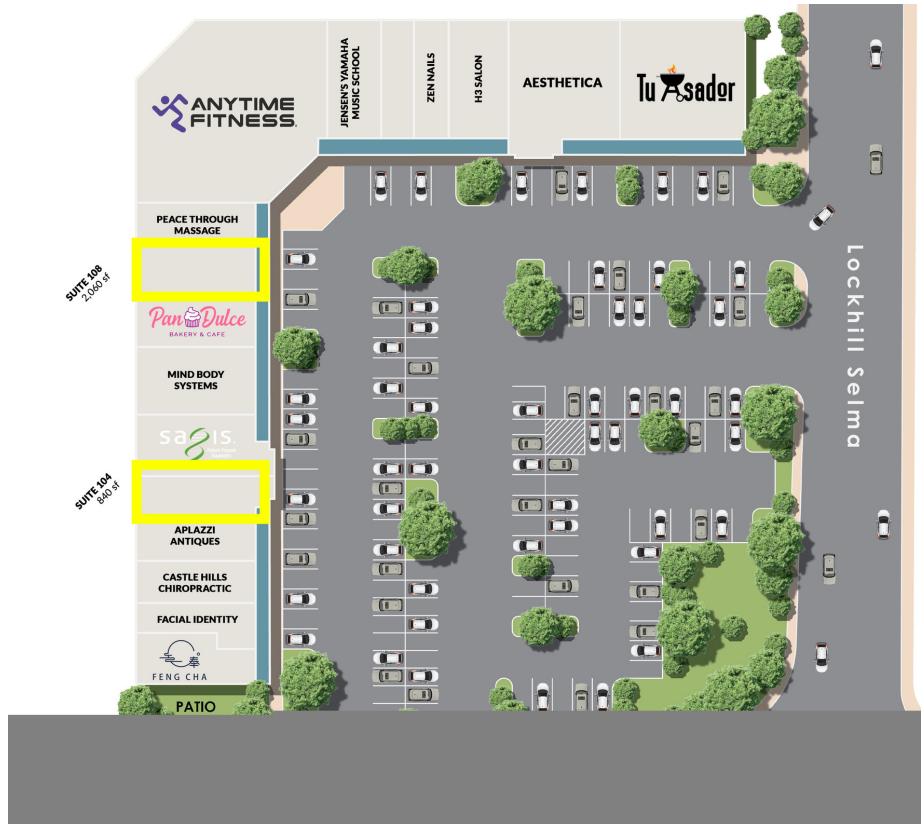 JENSEN'S YAMAHA
MUSIC SCHOOL
ZEN NAILS
H3 SALON
AESTHETICA
Tu Asador
ANYTIME
FITNESS.
PEACE THROUGH
MASSAGE
SUITE 108
2,060 sf
Pan Dulce
BAKERY & CAFE
MIND BODY
SYSTEMS
sagis.
SUITE 104
840 sf
APLAZZI
ANTIQUES
CASTLE HILLS
CHIROPRACTIC
FACIAL IDENTITY
奉
FENG CHA
PATIO
Lockhill Selma